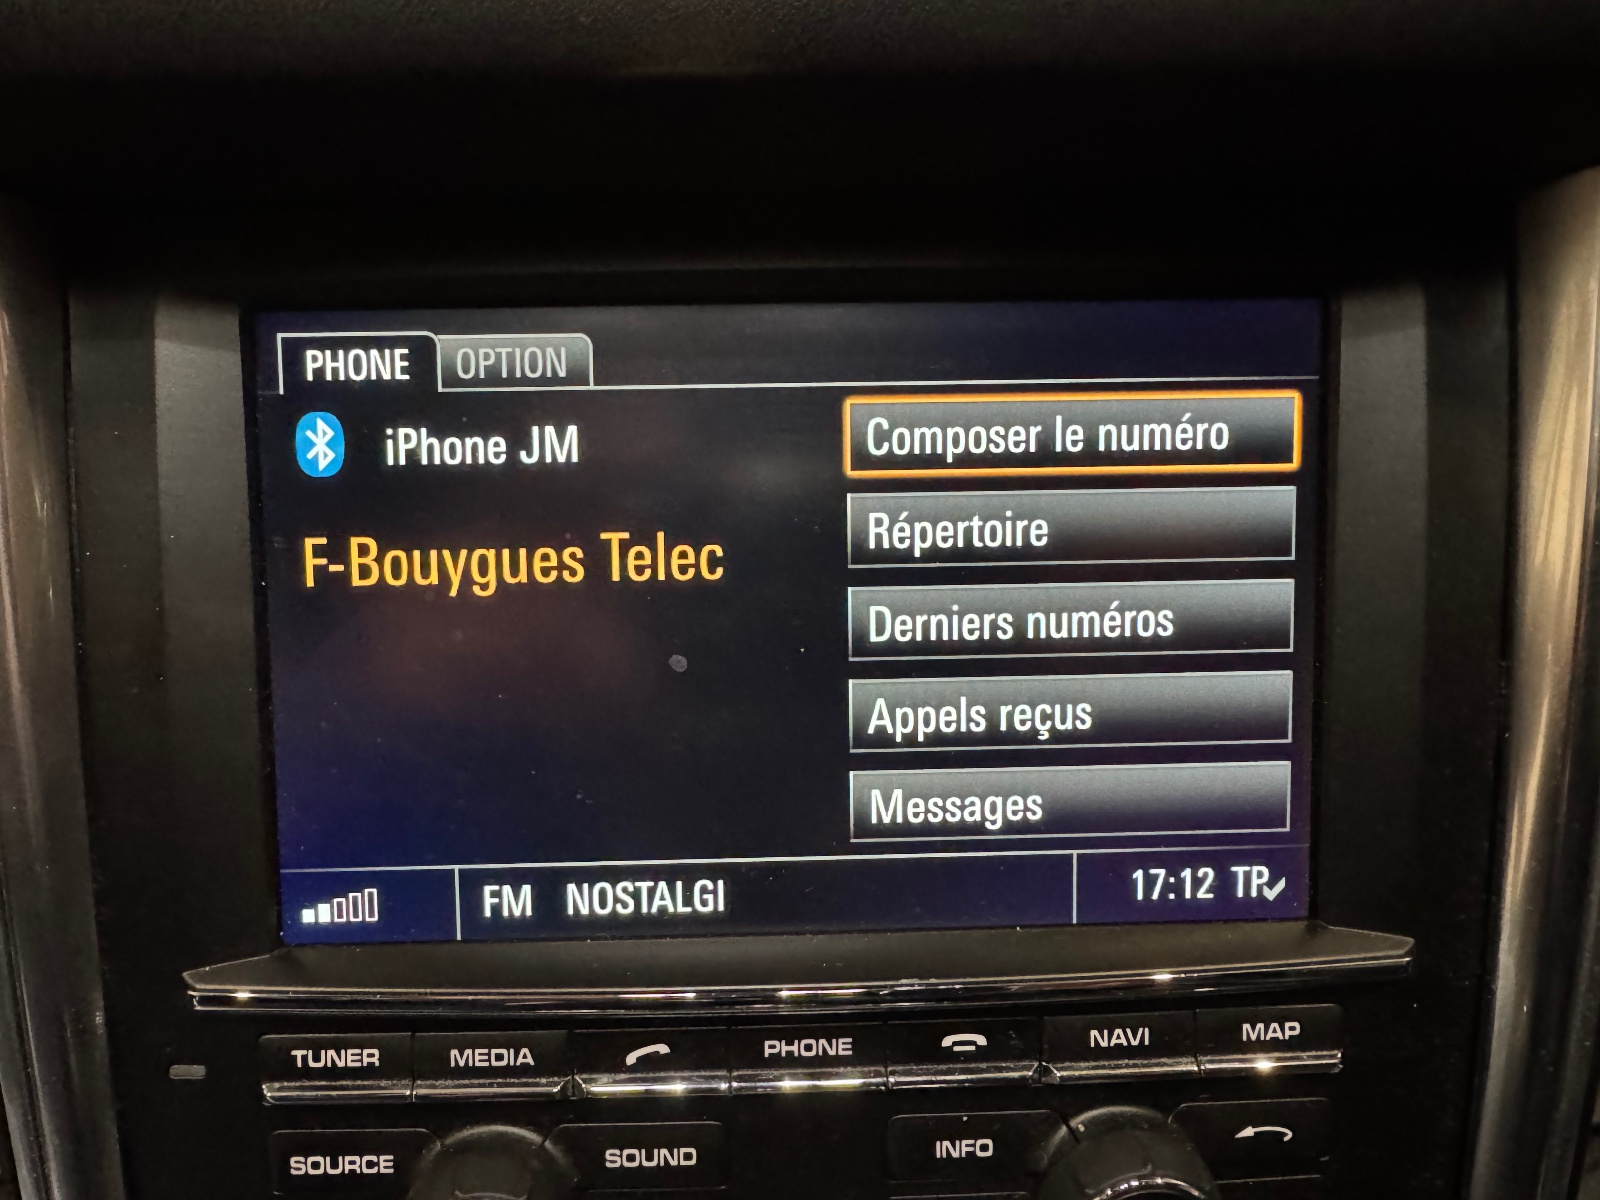 PHONE OPTION
iPhone JM
F-Bouygues Telec
Composer le numéro
Répertoire
Derniers numéros
Appels reçus
Messages
FM NOSTALGI
17:12 TP
TUNER MEDIA PHONE NAVI MAP
SOURCE SOUND INFO